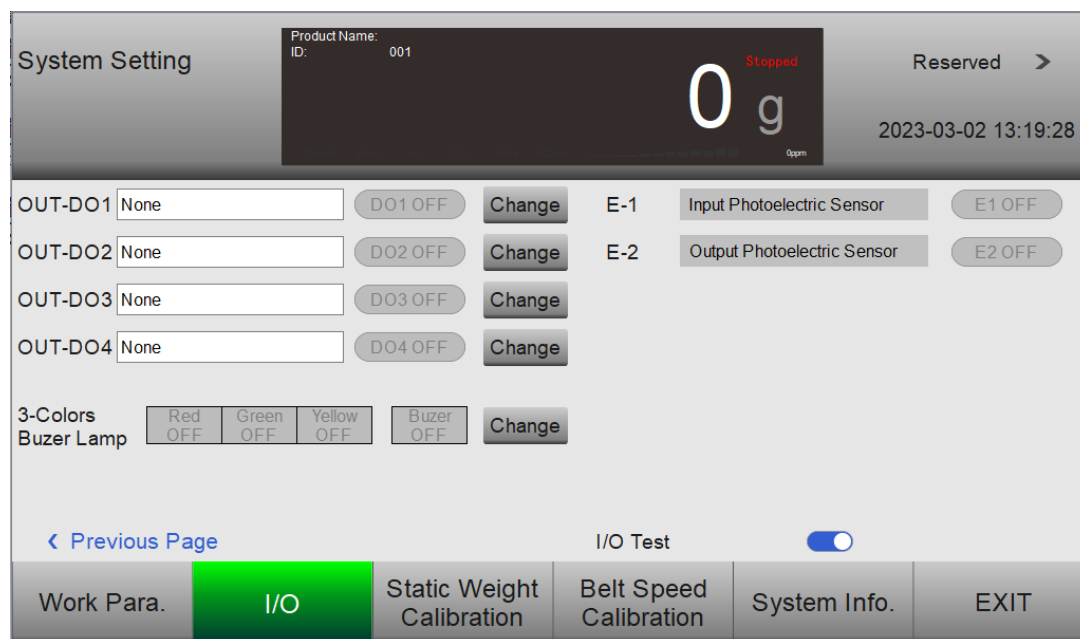 System Setting
Product Name:
ID: 001
Stopped
0 g
0ppm
Reserved >
2023-03-02 13:19:28
OUT-DO1 None DO1 OFF Change E-1 Input Photoelectric Sensor E1 OFF
OUT-DO2 None DO2 OFF Change E-2 Output Photoelectric Sensor E2 OFF
OUT-DO3 None DO3 OFF Change
OUT-DO4 None DO4 OFF Change
3-Colors
Buzer Lamp
Red
OFF
Green
OFF
Yellow
OFF
Buzer
OFF
Change
‹ Previous Page
I/O Test
Work Para.
I/O
Static Weight
Calibration
Belt Speed
Calibration
System Info.
EXIT